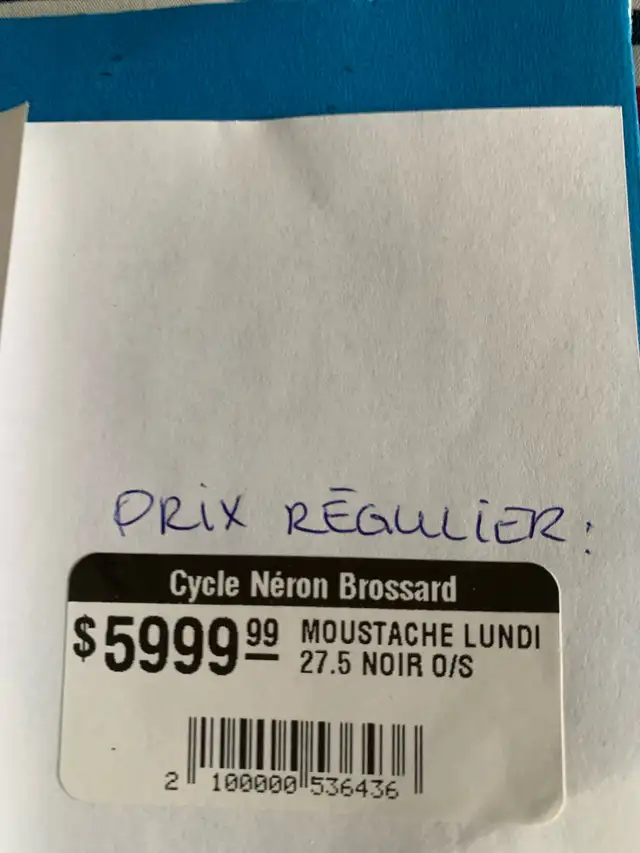 PRIX RÉGULIER:
Cycle Néron Brossard
$5999 99 MOUSTACHE LUNDI
27.5 NOIR O/S
2 100000 536436